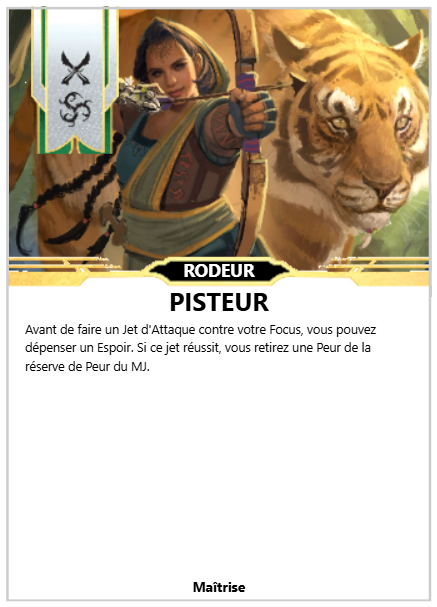 RODEUR
PISTEUR
Avant de faire un Jet d'Attaque contre votre Focus, vous pouvez
dépenser un Espoir. Si ce jet réussit, vous retirez une Peur de la
réserve de Peur du MJ.
Maîtrise